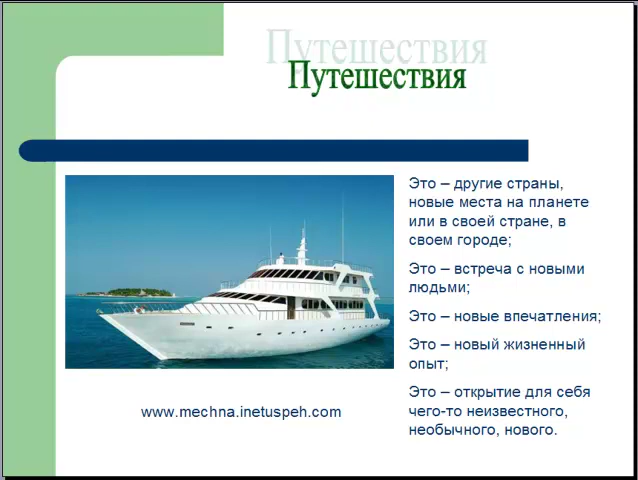 Путешествия
Это – другие страны,
новые места на планете
или в своей стране, в
своем городе;
Это – встреча с новыми
людьми;
Это – новые впечатления;
Это – новый жизненный
опыт;
Это – открытие для себя
чего-то неизвестного,
необычного, нового.
www.mechna.inetuspeh.com